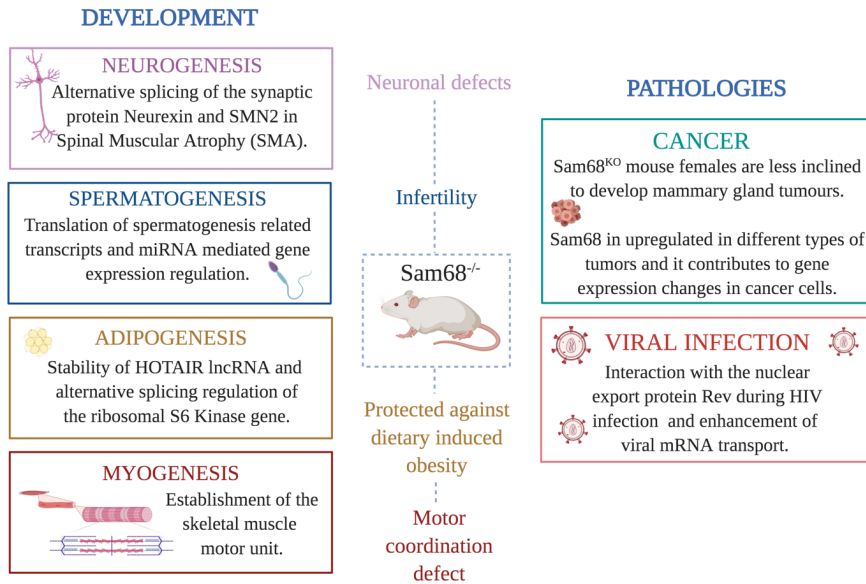 DEVELOPMENT
NEUROGENESIS
Alternative splicing of the synaptic
protein Neurexin and SMN2 in
Spinal Muscular Atrophy (SMA).
SPERMATOGENESIS
Translation of spermatogenesis related
transcripts and miRNA mediated gene
expression regulation.
ADIPOGENESIS
Stability of HOTAIR lncRNA and
alternative splicing regulation of
the ribosomal S6 Kinase gene.
MYOGENESIS
Establishment of the
skeletal muscle
motor unit.
Neuronal defects
Infertility
Sam68-/-
Protected against
dietary induced
obesity
Motor
coordination
defect
PATHOLOGIES
CANCER
Sam68KO mouse females are less inclined
to develop mammary gland tumours.
Sam68 in upregulated in different types of
tumors and it contributes to gene
expression changes in cancer cells.
VIRAL INFECTION
Interaction with the nuclear
export protein Rev during HIV
infection and enhancement of
viral mRNA transport.